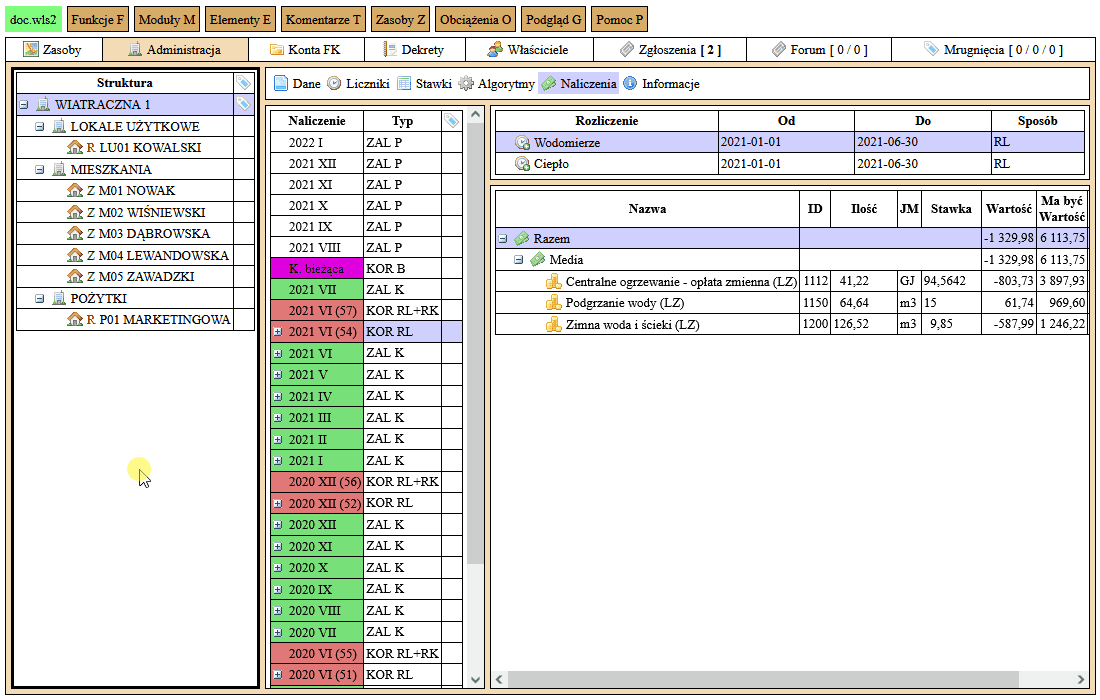 doc.wls2 Funkcje F Moduły M Elementy E Komentarze T Zasoby Z Obciążenia O Podgląd G Pomoc P
Zasoby Administracja Konta FK Dekrety Właściciele Zgłoszenia [ 2 ] Forum [ 0 / 0 ] Mrugnięcia [ 0 / 0 / 0 ]
Struktura
WIATRACZNA 1
LOKALE UŻYTKOWE
R LU01 KOWALSKI
MIESZKANIA
Z M01 NOWAK
Z M02 WIŚNIEWSKI
Z M03 DĄBROWSKA
Z M04 LEWANDOWSKA
Z M05 ZAWADZKI
POŻYTKI
R P01 MARKETINGOWA
Dane Liczniki Stawki Algorytmy Naliczenia Informacje
Naliczenie Typ
2022 I ZAL P
2021 XII ZAL P
2021 XI ZAL P
2021 X ZAL P
2021 IX ZAL P
2021 VIII ZAL P
K. bieżąca KOR B
2021 VII ZAL K
2021 VI (57) KOR RL+RK
2021 VI (54) KOR RL
2021 VI ZAL K
2021 V ZAL K
2021 IV ZAL K
2021 III ZAL K
2021 II ZAL K
2021 I ZAL K
2020 XII (56) KOR RL+RK
2020 XII (52) KOR RL
2020 XII ZAL K
2020 XI ZAL K
2020 X ZAL K
2020 IX ZAL K
2020 VIII ZAL K
2020 VII ZAL K
2020 VI (55) KOR RL+RK
2020 VI (51) KOR RL
Rozliczenie Od Do Sposób
Wodomierze 2021-01-01 2021-06-30 RL
Ciepło 2021-01-01 2021-06-30 RL
Nazwa ID Ilość JM Stawka Wartość Ma być Wartość
Razem -1 329,98 6 113,75
Media -1 329,98 6 113,75
Centralne ogrzewanie - opłata zmienna (LZ) 1112 41,22 GJ 94,5642 -803,73 3 897,93
Podgrzanie wody (LZ) 1150 64,64 m3 15 61,74 969,60
Zimna woda i ścieki (LZ) 1200 126,52 m3 9,85 -587,99 1 246,22